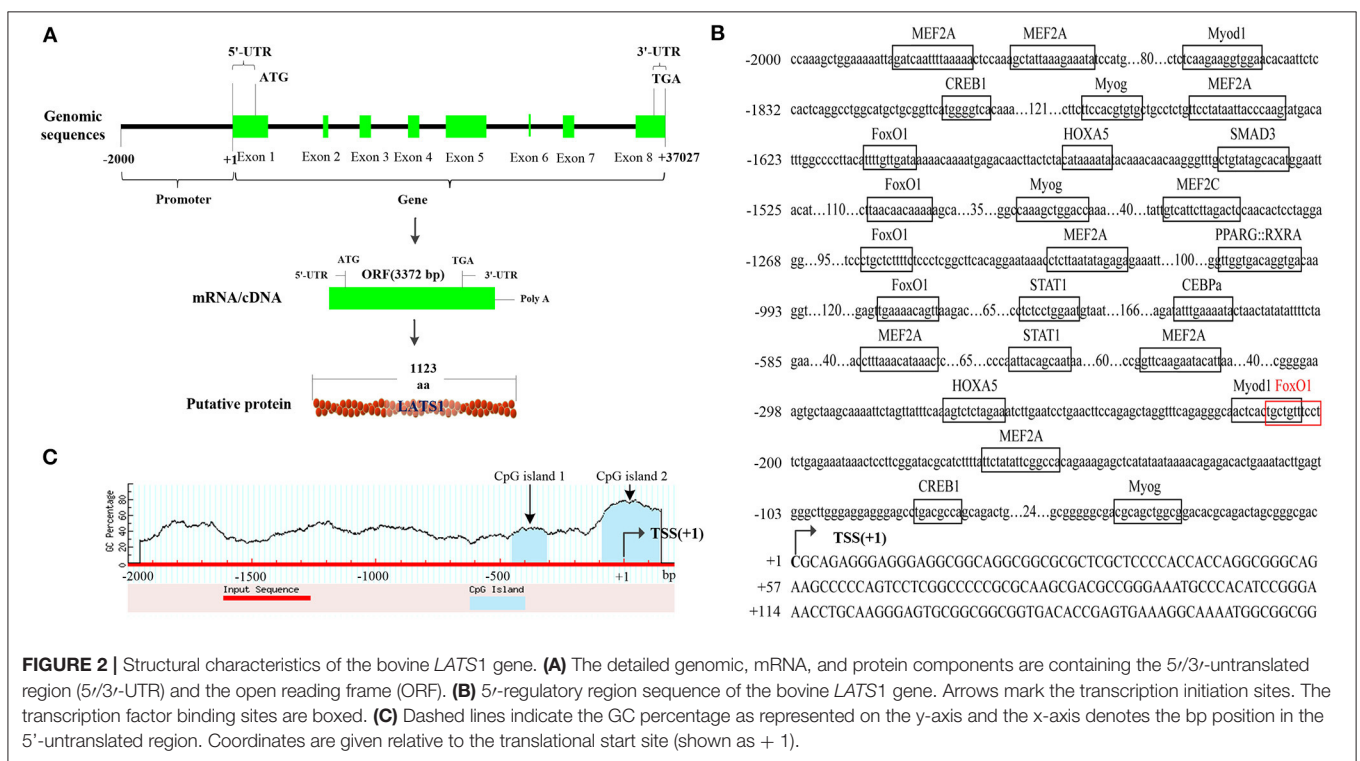 A
5'-UTR
3'-UTR
ATG
TGA
Genomic sequences
-2000
+1
Exon 1
Exon 2
Exon 3
Exon 4
Exon 5
Exon 6
Exon 7
Exon 8
+37027
Promoter
Gene
ATG
TGA
5'-UTR
ORF(3372 bp)
3'-UTR
mRNA/cDNA
Poly A
1123
aa
Putative protein
LATS1
B
MEF2A MEF2A Myod1
-2000 ccaaagctggaaaaattagatcaattttaaaaactccaaagctattaaagaaatatccatg…80…ctctcaagaaggtggaacacaattctc
CREB1 Myog MEF2A
-1832 cactcaggcctggcatgctgcggttcatggggtcacaaa…121…cttcttccacgtgtgctgccctctgttcctataattacccaagtatgaca
FoxO1 HOXA5 SMAD3
-1623 tttggccccttacattttgttgataaaaacaaaatgagacaacttactctacataaaatatacaaacaacaagggtttgctgtatagcacatggaatt
FoxO1 Myog MEF2C
-1525 acat…110…cttaacaacaaaaagca…35…ggccaaagctggaccaaa…40…tattgtcattcttagactccaacactcctagga
FoxO1 MEF2A PPARG::RXRA
-1268 gg…95…tccctgctctttttctccctcggcttcacaggaataaacctcttaatatagagagaaatt…100…ggttggtgacaggtgacaa
FoxO1 STAT1 CEBPa
-993 ggt…120…gagttgaaaacagttaagac…65…cctctcctggaatgtaat…166…agatatttgaaaatactaactatatattttcta
MEF2A STAT1 MEF2A
-585 gaa…40…acctttaaacataaactc…65…cccaattacagcaataa…60…ccggttcaagaatacattaa…40…cggggaa
HOXA5 Myod1 FoxO1
-298 agtgctaagcaaaattctagttatttcaaagtctctagaaatcttgaatcctgaacttccagagctaggtttcagagggcaactcactgctgtttcct
MEF2A
-200 tctgagaaataaactccttcggatacgcatcttttattctatattcggccacagaaagagctcatataataaaacagagacactgaaatacttgagt
CREB1 Myog
-103 gggcttgggaggagggagcctgacgccagcagactg…24…gcgggggcgacgcagctggcggacacgcagactagcgggcgac
TSS(+1)
+1 CGCAGAGGGAGGGAGGCGGCAGGCGGCGCGCTCGCTCCCCACCACCAGGCGGGCAG
+57 AAGCCCCCAGTCCTCGGCCCCCGCGCAAGCGACGCCGGGAAATGCCCACATCCGGGA
+114 AACCTGCAAGGGAGTGCGGCGGCGGTGACACCGAGTGAAAGGCAAAATGGCGGCGG
C
CpG island 1
CpG island 2
GC Percentage
80
60
40
20
0
TSS(+1)
-2000
-1500
-1000
-500
+1
bp
Input Sequence
CpG Island
FIGURE 2 | Structural characteristics of the bovine LATS1 gene. (A) The detailed genomic, mRNA, and protein components are containing the 5′/3′-untranslated
region (5′/3′-UTR) and the open reading frame (ORF). (B) 5′-regulatory region sequence of the bovine LATS1 gene. Arrows mark the transcription initiation sites. The
transcription factor binding sites are boxed. (C) Dashed lines indicate the GC percentage as represented on the y-axis and the x-axis denotes the bp position in the
5'-untranslated region. Coordinates are given relative to the translational start site (shown as + 1).